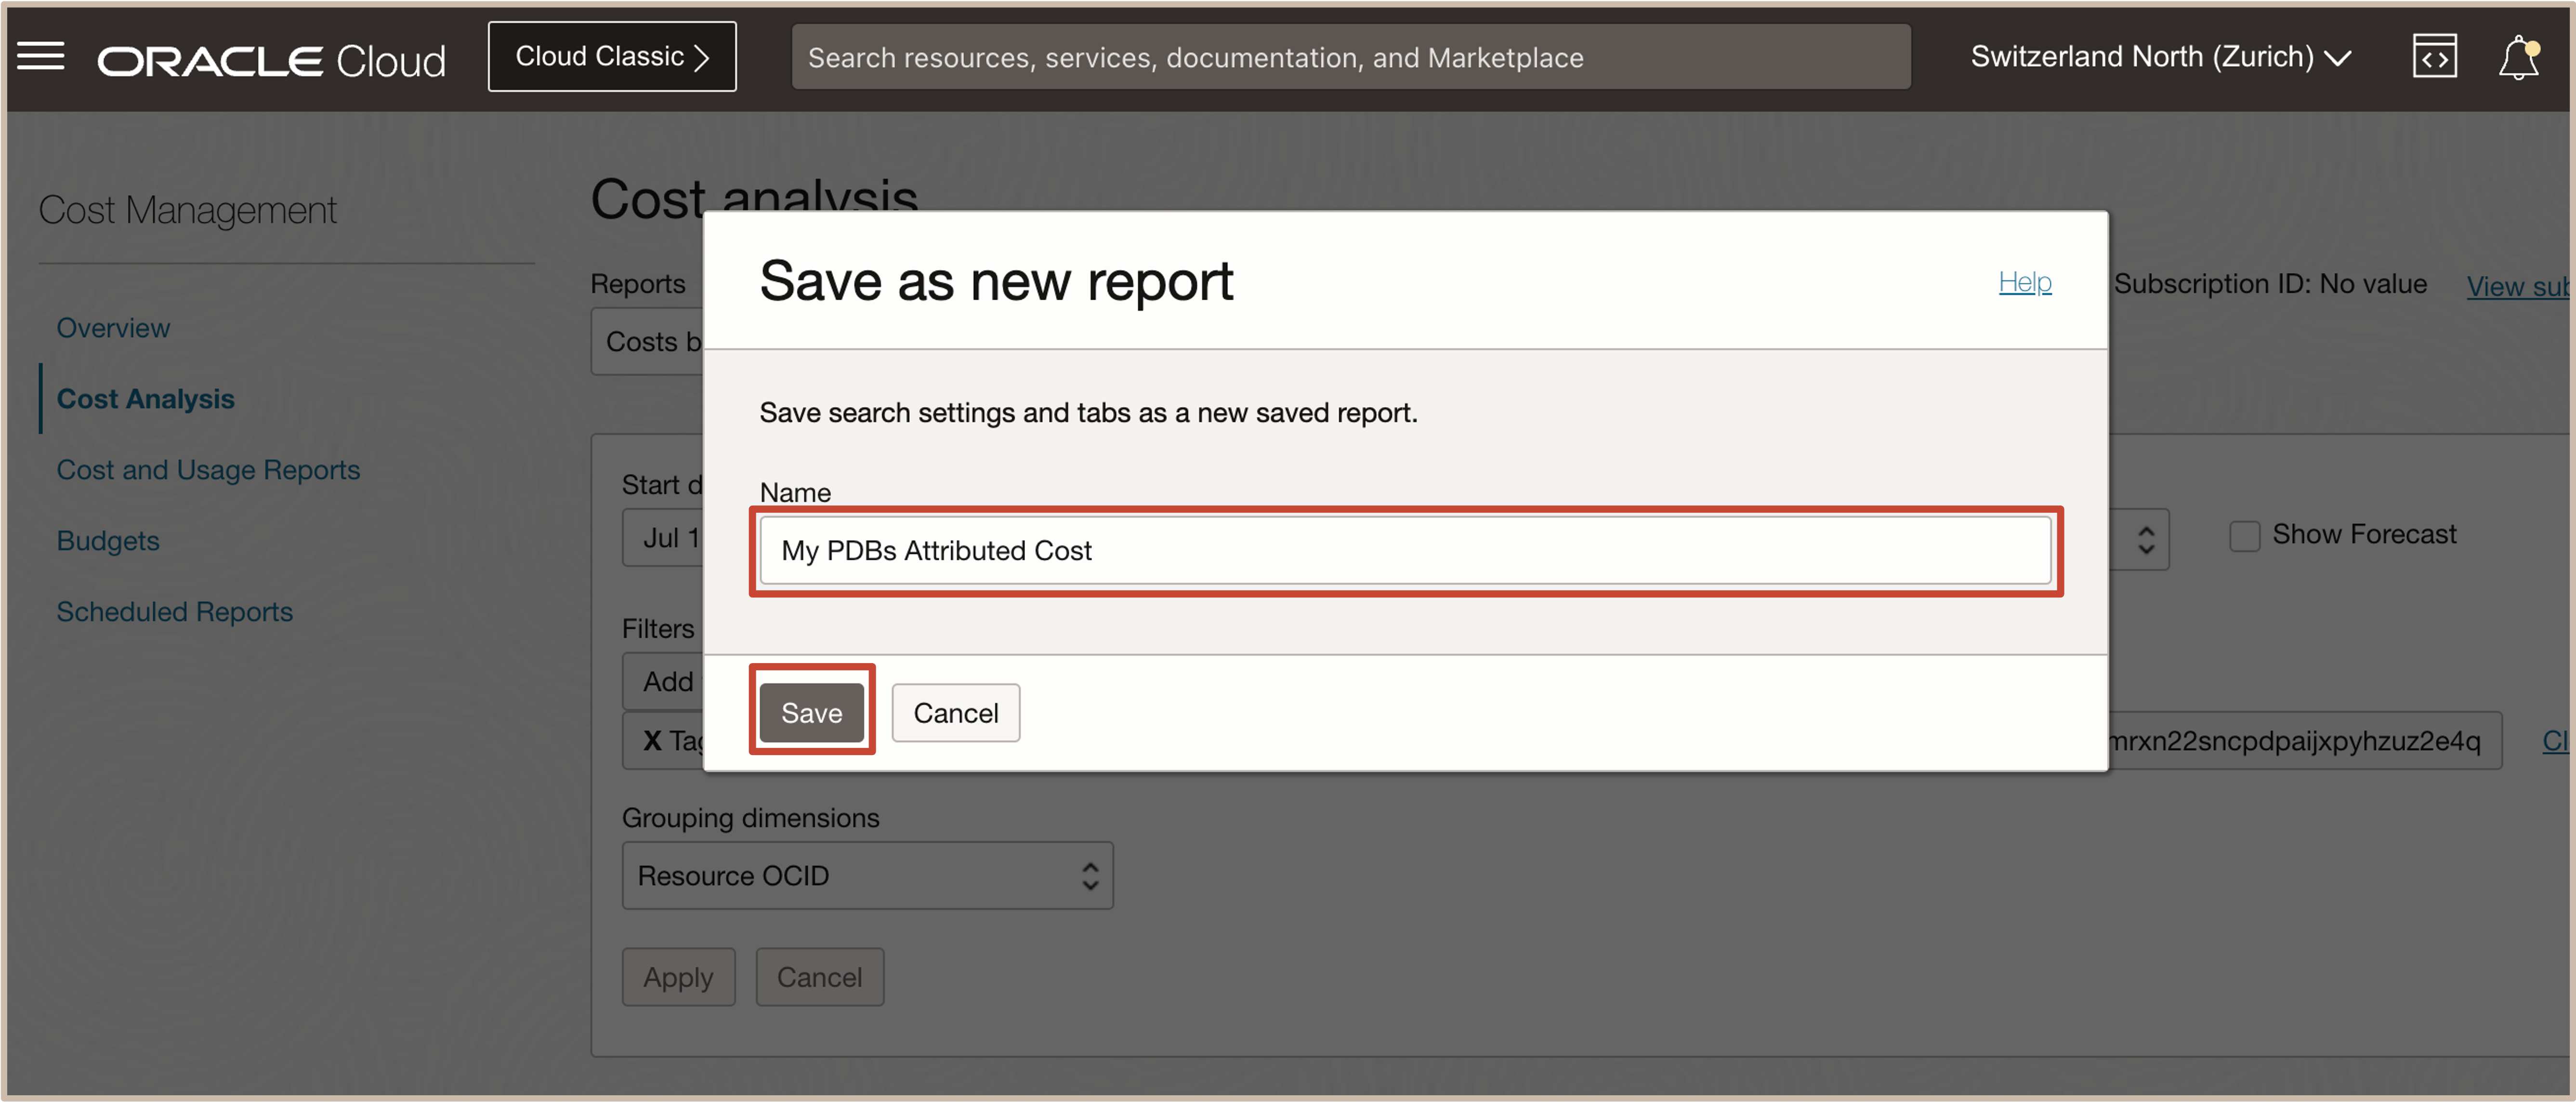 ORACLE Cloud
Cloud Classic
Search resources, services, documentation, and Marketplace
Switzerland North (Zurich)
Cost Management
Overview
Cost Analysis
Cost and Usage Reports
Budgets
Scheduled Reports
Cost analysis
Reports
Costs b
Subscription ID: No value
View sub
Start d
Jul 1
Show Forecast
Filters
Add
X Tag
mrxn22sncpdpaijxpyhzuz2e4q
Cl
Grouping dimensions
Resource OCID
Apply
Cancel
Save as new report
Help
Save search settings and tabs as a new saved report.
Name
My PDBs Attributed Cost
Save
Cancel